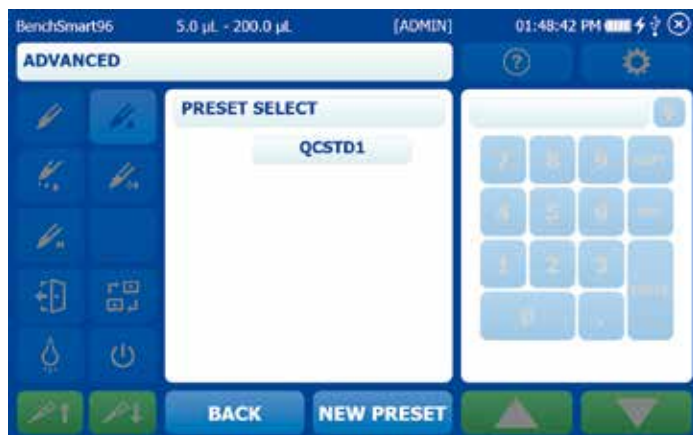 BenchSmart96 5.0 µL - 200.0 µL [ADMIN] 01:48:42 PM
ADVANCED
?
PRESET SELECT
QCSTD1
7 8 9
4 5 6
1 2 3
0 .
BACK NEW PRESET